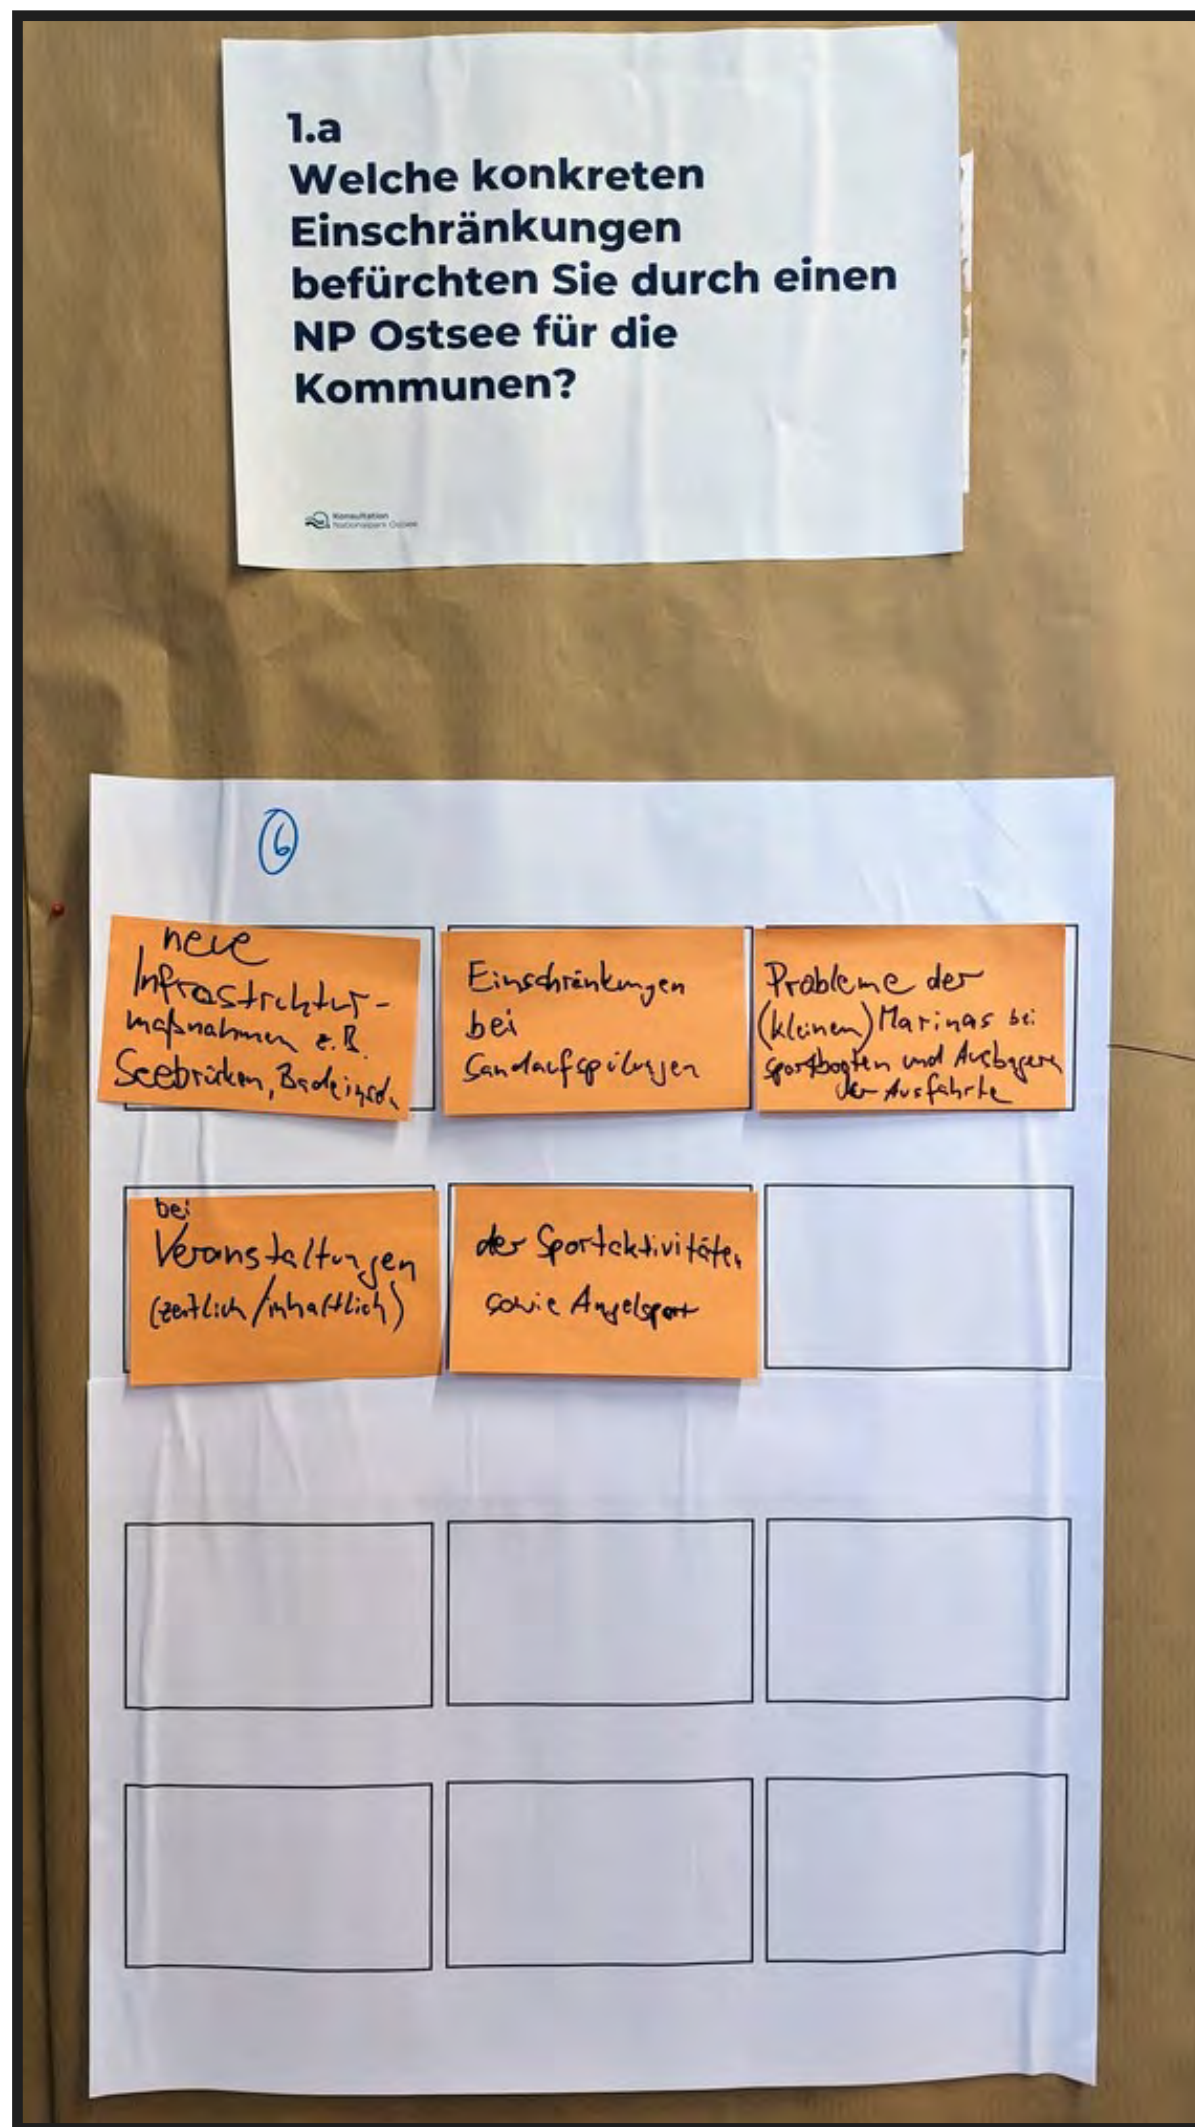 1.a
Welche konkreten
Einschränkungen
befürchten Sie durch einen
NP Ostsee für die
Kommunen?
Konsultation
Nationalpark Ostsee
6
neue
Infrastruktur-
maßnahmen z.B.
Seebrücken, Badeinseln
Einschränkungen
bei
Sandaufspülungen
Probleme der
(kleinen) Marinas bei
sportbooten und Ausbaggern
der Ausfahrte
bei
Veranstaltungen
(zeitlich/inhaltlich)
der Sportaktivitäten
sowie Angelsport